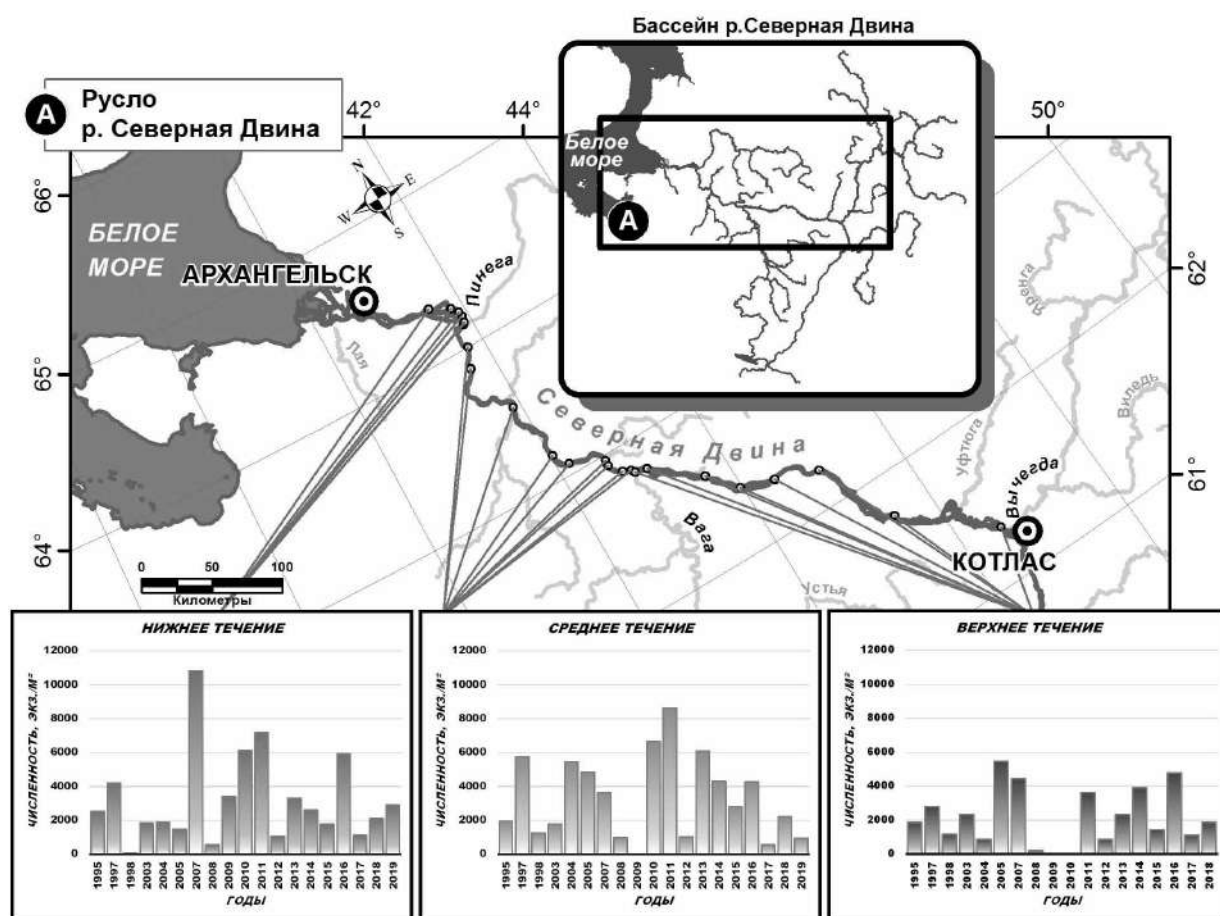 Бассейн р.Северная Двина
А
Русло
р. Северная Двина
42°
44°
50°
Белое
море
А
66°
65°
64°
62°
61°
N
E
W
S
БЕЛОЕ
МОРЕ
АРХАНГЕЛЬСК
Пинега
Лая
Северная Двина
Вага
Устья
Уфтюга
Вычегда
Яренга
Виледь
КОТЛАС
0 50 100
Километры
НИЖНЕЕ ТЕЧЕНИЕ
ЧИСЛЕННОСТЬ, ЭКЗ./М²
12000
10000
8000
6000
4000
2000
0
1995 1997 1998 2003 2004 2005 2007 2008 2009 2010 2011 2012 2013 2014 2015 2016 2017 2018 2019
ГОДЫ
СРЕДНЕЕ ТЕЧЕНИЕ
ЧИСЛЕННОСТЬ, ЭКЗ./М²
12000
10000
8000
6000
4000
2000
0
1995 1997 1998 2003 2004 2005 2007 2008 2009 2010 2011 2012 2013 2014 2015 2016 2017 2018 2019
ГОДЫ
ВЕРХНЕЕ ТЕЧЕНИЕ
ЧИСЛЕННОСТЬ, ЭКЗ./М²
12000
10000
8000
6000
4000
2000
0
1995 1997 1998 2003 2004 2005 2007 2008 2009 2010 2011 2012 2013 2014 2015 2016 2017 2018
ГОДЫ